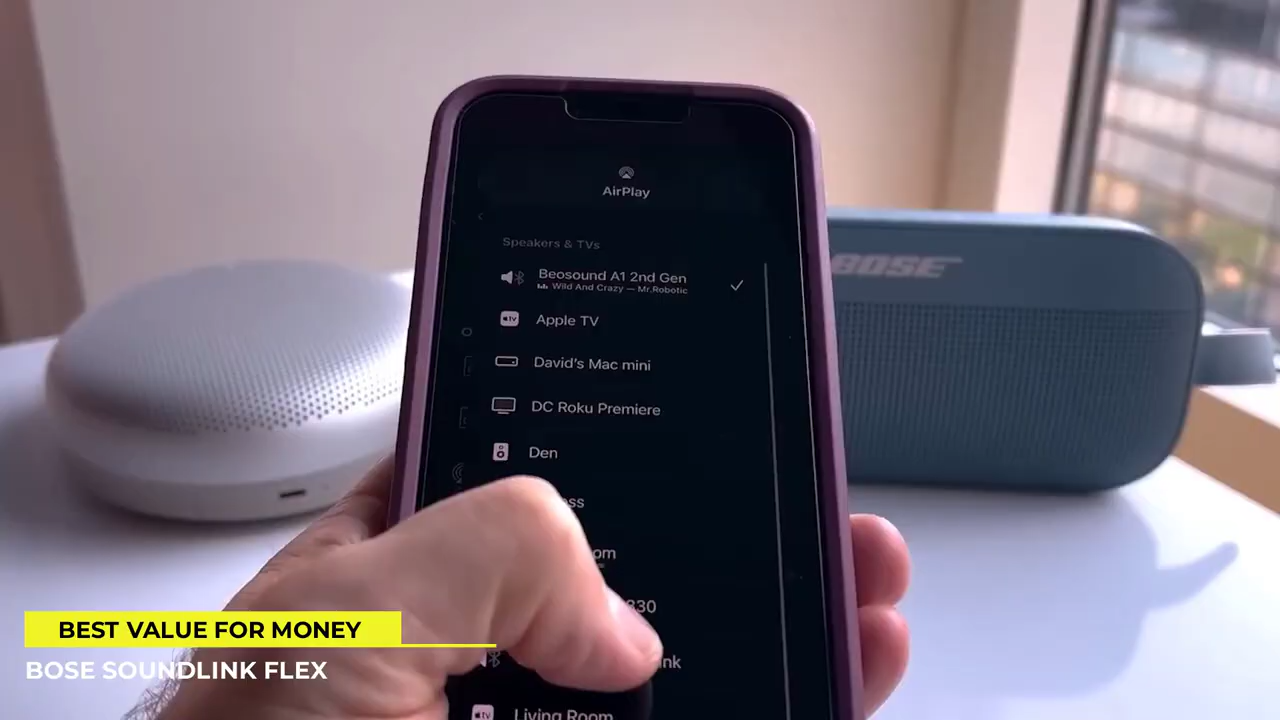 AirPlay
Speakers & TVs
Beosound A1 2nd Gen
Wild And Crazy — Mr.Robotic
Apple TV
David's Mac mini
DC Roku Premiere
Den
Living Room
BOSE
BEST VALUE FOR MONEY
BOSE SOUNDLINK FLEX